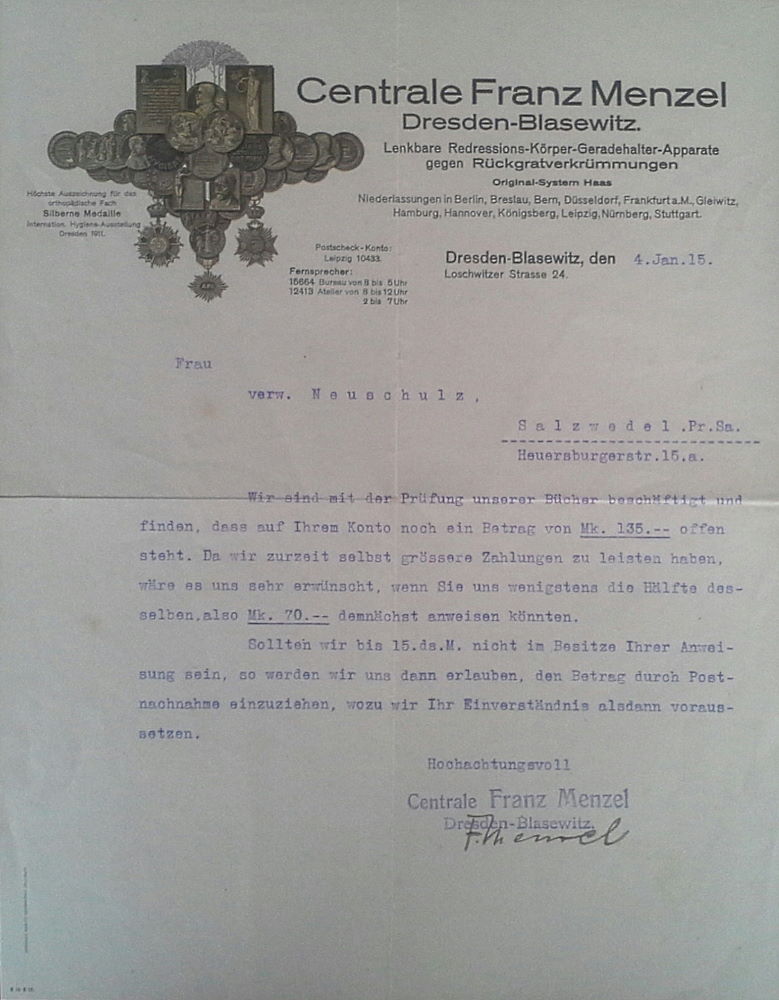 Centrale Franz Menzel
Dresden-Blasewitz.
Lenkbare Redressions-Körper-Geradehalter-Apparate
gegen Rückgratverkrümmungen
Original-System Haas
Niederlassungen in Berlin, Breslau, Bern, Düsseldorf, Frankfurt a.M., Gleiwitz,
Hamburg, Hannover, Königsberg, Leipzig, Nürnberg, Stuttgart.
Höchste Auszeichnung für das
orthopädische Fach
Silberne Medaille
Internation. Hygiene-Ausstellung
Dresden 1911.
Postscheck-Konto:
Leipzig 10433.
Fernsprecher:
15664 Bureau von 8 bis 5 Uhr
12413 Atelier von 8 bis 12 Uhr
2 bis 7 Uhr
Dresden-Blasewitz, den 4.Jan.15.
Loschwitzer Strasse 24.
Frau
verw. Neuschulz,
Salzwedel.Pr.Sa.
Heuersburgerstr.15.a.
Wir sind mit der Prüfung unserer Bücher beschäftigt und
finden, dass auf Ihrem Konto noch ein Betrag von Mk. 135.-- offen
steht. Da wir zurzeit selbst grössere Zahlungen zu leisten haben,
wäre es uns sehr erwünscht, wenn Sie uns wenigstens die Hälfte des-
selben,also Mk. 70.-- demnächst anweisen könnten.
Sollten wir bis 15.ds.M. nicht im Besitze Ihrer Anwei-
sung sein, so werden wir uns dann erlauben, den Betrag durch Post-
nachnahme einzuziehen, wozu wir Ihr Einverständnis alsdann voraus-
setzen.
Hochachtungsvoll
Centrale Franz Menzel
Dresden-Blasewitz.
F.Menzel